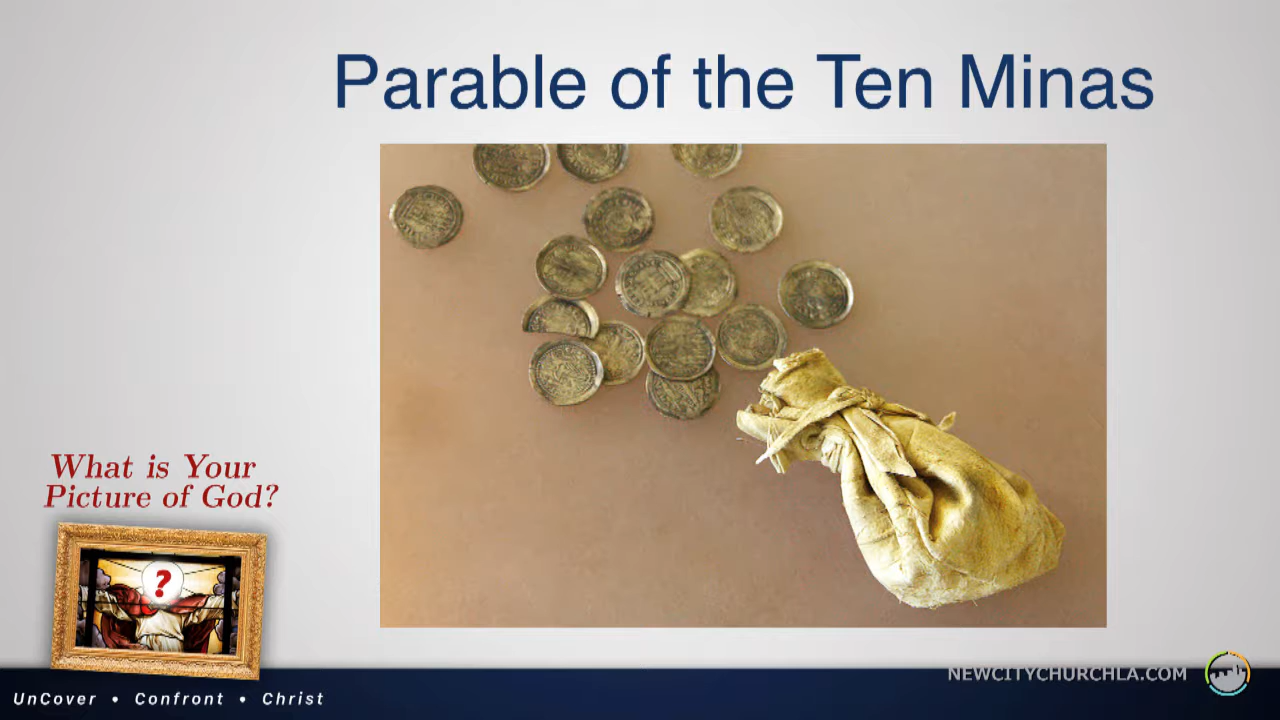 Parable of the Ten Minas
What is Your
Picture of God?
?
NEWCITYCHURCHLA.COM
UnCover • Confront • Christ